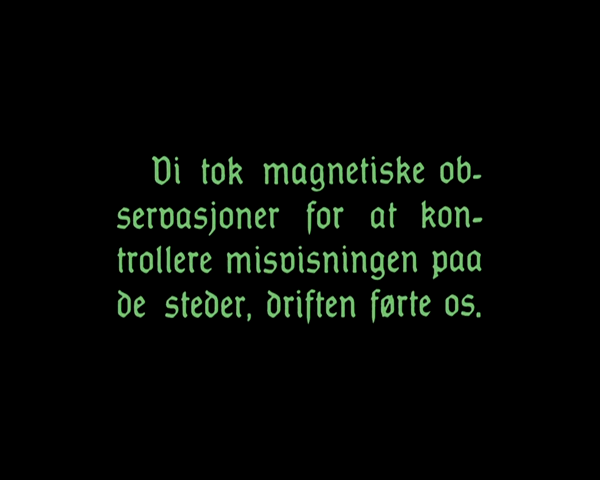 Vi tok magnetiske ob-
servasjoner for at kon-
trollere misvisningen paa
de steder, driften førte os.